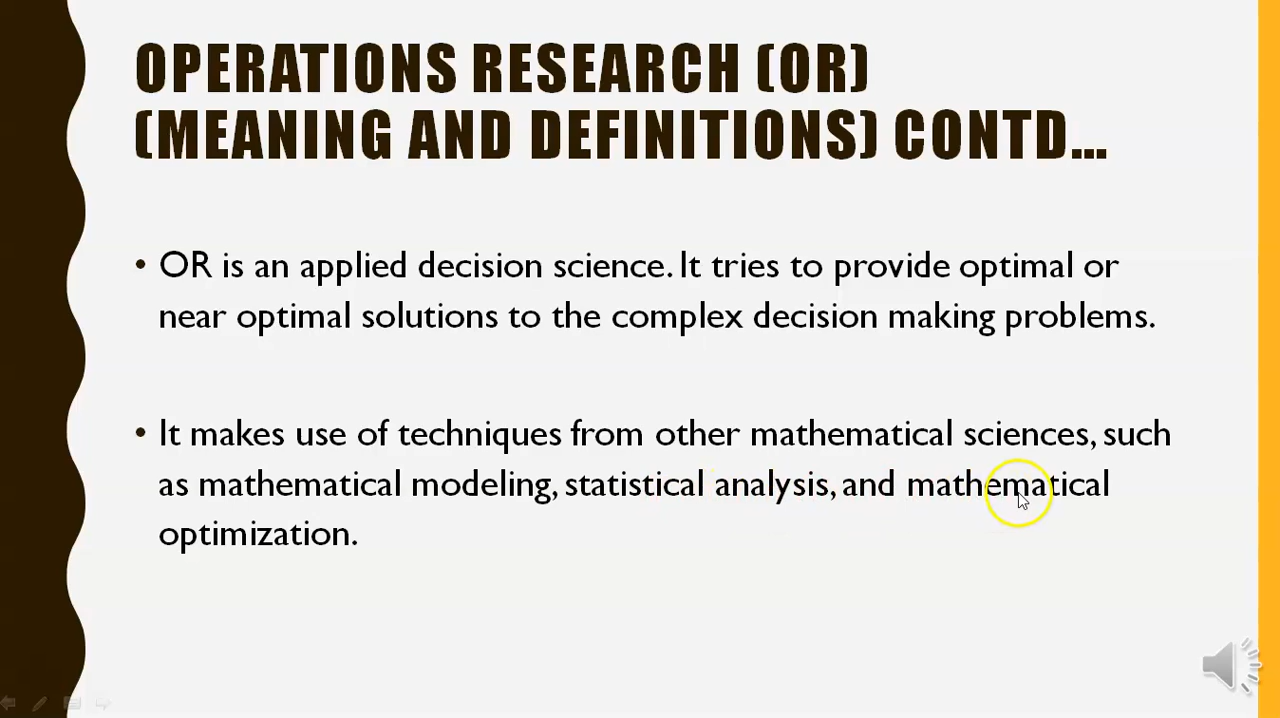 OPERATIONS RESEARCH (OR)
(MEANING AND DEFINITIONS) CONTD...
• OR is an applied decision science. It tries to provide optimal or
near optimal solutions to the complex decision making problems.
• It makes use of techniques from other mathematical sciences, such
as mathematical modeling, statistical analysis, and mathematical
optimization.